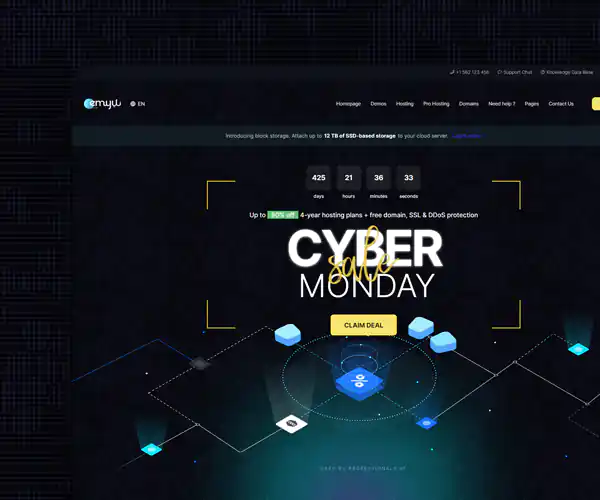 +1 562 123 456 Support Chat Knowledge Base
EN Homepage Demos Hosting Pro Hosting Domains Need help ? Pages Contact Us
Introducing block storage. Attach up to 12 TB of SSD-based storage to your cloud server.
425 21 36 33
days hours minutes seconds
Up to 90% off 4-year hosting plans + free domain, SSL & DDoS protection
CYBER
sale
MONDAY
CLAIM DEAL
%